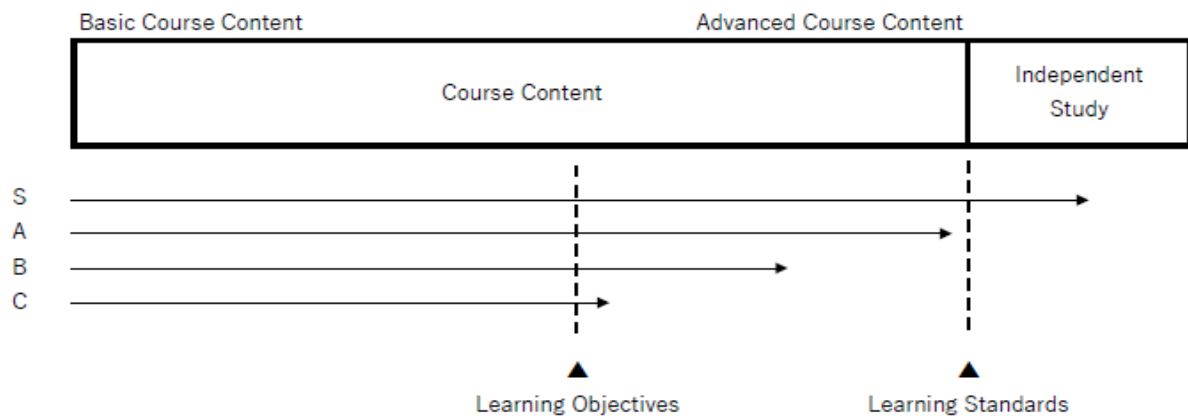 Basic Course Content
Advanced Course Content
Course Content
Independent
Study
S
A
B
C
Learning Objectives
Learning Standards